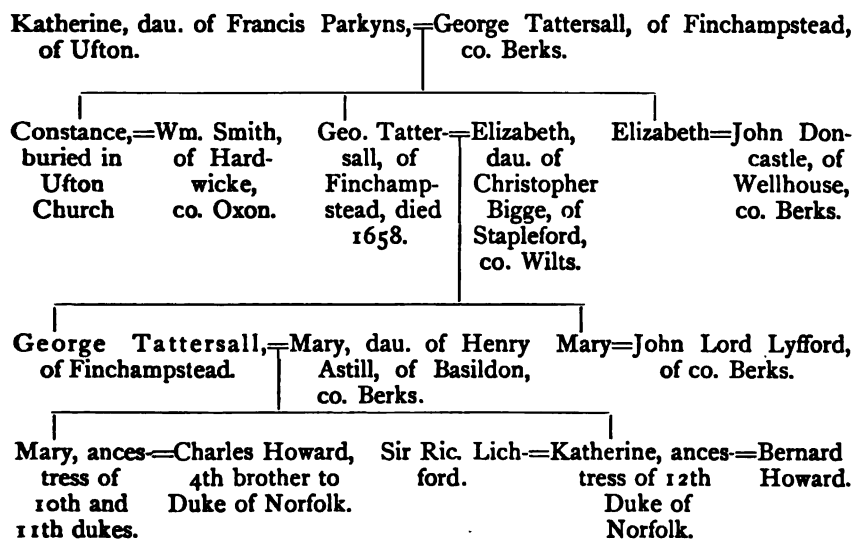 Katherine, dau. of Francis Parkyns,=George Tattersall, of Finchampstead,
of Ufton. co. Berks.
Constance,=Wm. Smith, Geo. Tatter-=Elizabeth, Elizabeth=John Don-
buried in of Hard- sall, of dau. of castle, of
Ufton wicke, Finchamp- Christopher Wellhouse,
Church co. Oxon. stead, died Bigge, of co. Berks.
1658. Stapleford,
co. Wilts.
George Tattersall,=Mary, dau. of Henry Mary=John Lord Lyfford,
of Finchampstead. Astill, of Basildon, of co. Berks.
co. Berks.
Mary, ances-=Charles Howard, Sir Ric. Lich-=Katherine, ances-=Bernard
tress of 4th brother to ford. tress of 12th Howard.
10th and Duke of Norfolk. Duke of
11th dukes. Norfolk.